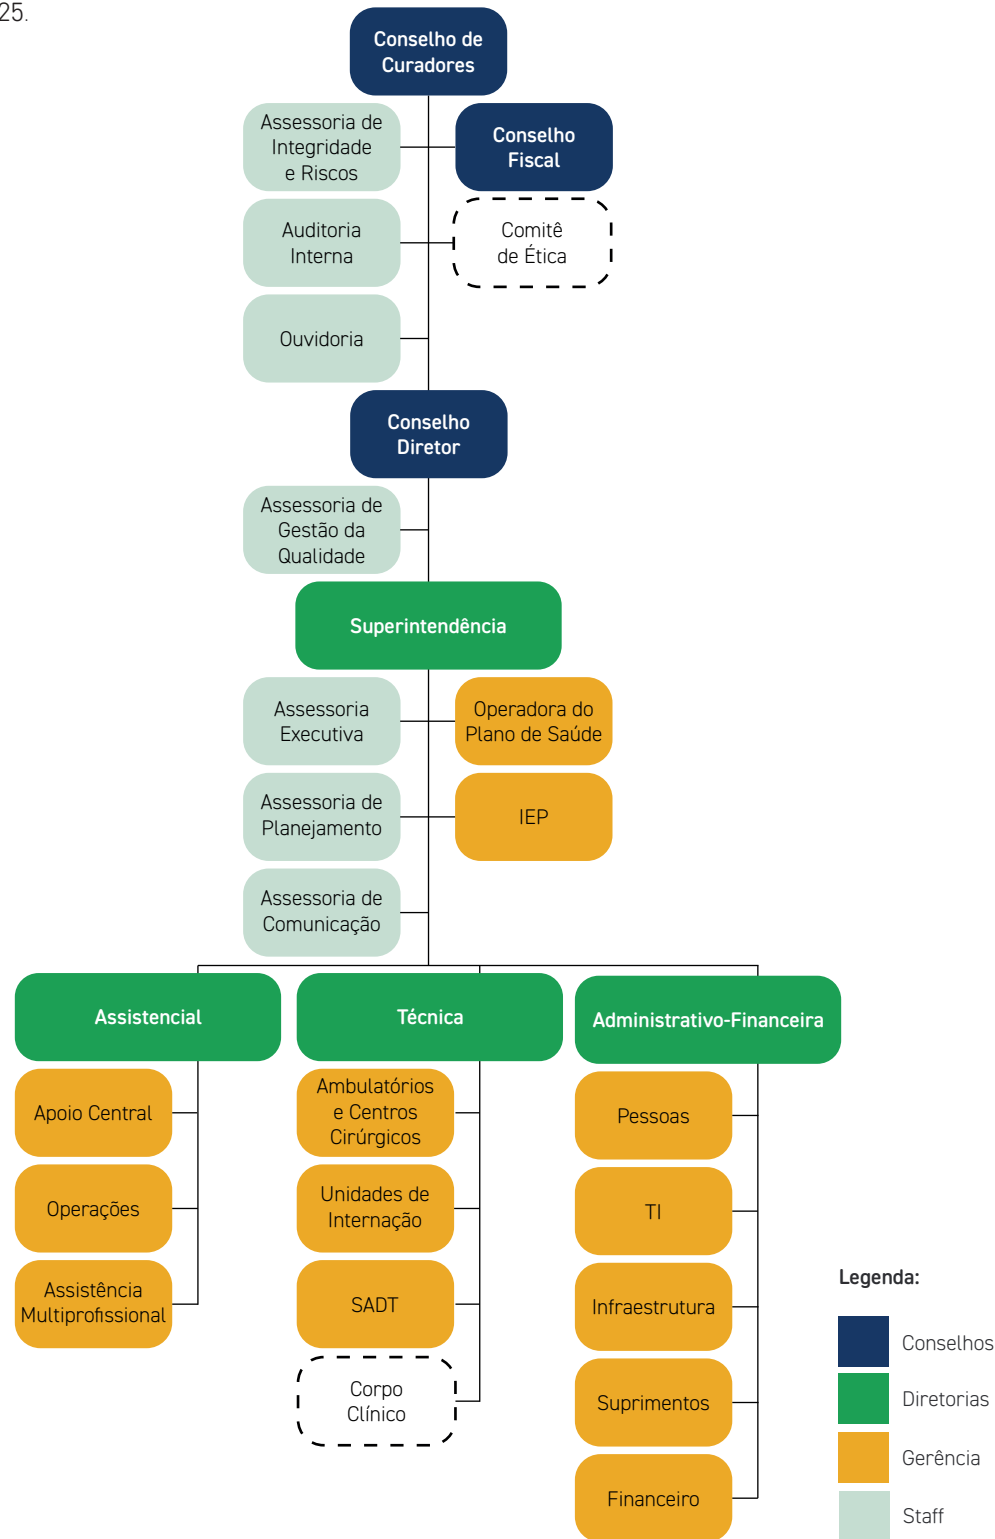 25.
Conselho de
Curadores
Assessoria de
Integridade
e Riscos
Conselho
Fiscal
Auditoria
Interna
Comitê
de Ética
Ouvidoria
Conselho
Diretor
Assessoria de
Gestão da
Qualidade
Superintendência
Assessoria
Executiva
Operadora do
Plano de Saúde
Assessoria de
Planejamento
IEP
Assessoria de
Comunicação
Assistencial
Técnica
Administrativo-Financeira
Apoio Central
Ambulatórios
e Centros
Cirúrgicos
Pessoas
Operações
Unidades de
Internação
TI
Assistência
Multiprofissional
SADT
Infraestrutura
Corpo
Clínico
Suprimentos
Financeiro
Legenda:
Conselhos
Diretorias
Gerência
Staff